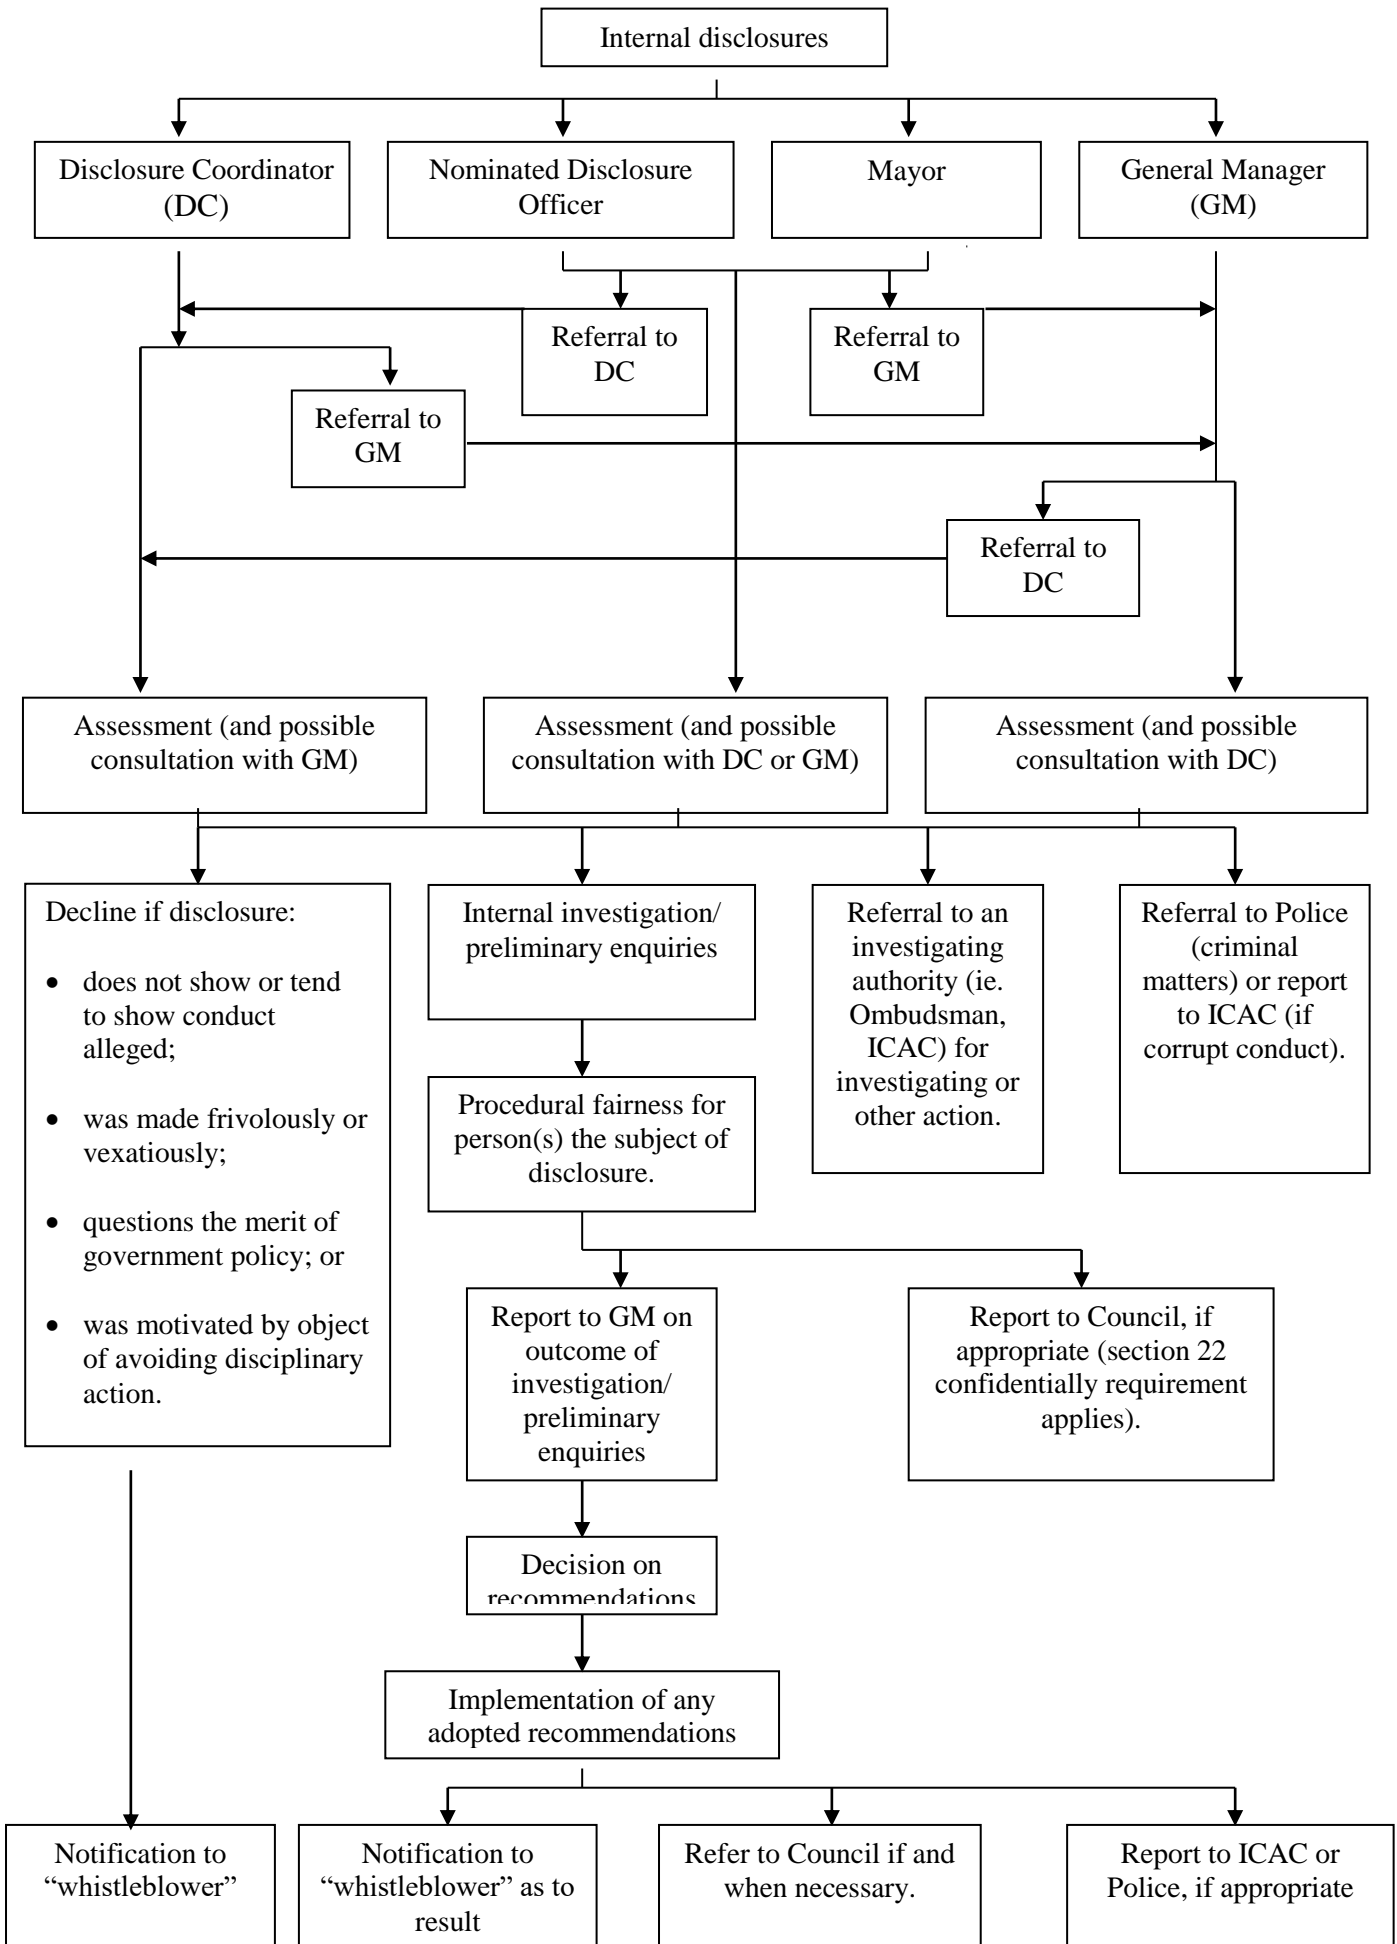 Internal disclosures
Disclosure Coordinator
(DC)
Nominated Disclosure
Officer
Mayor
General Manager
(GM)
Referral to
DC
Referral to
GM
Referral to
GM
Referral to
DC
Assessment (and possible
consultation with GM)
Assessment (and possible
consultation with DC or GM)
Assessment (and possible
consultation with DC)
Decline if disclosure:
• does not show or tend
to show conduct
alleged;
• was made frivolously or
vexatiously;
• questions the merit of
government policy; or
• was motivated by object
of avoiding disciplinary
action.
Internal investigation/
preliminary enquiries
Referral to an
investigating
authority (ie.
Ombudsman,
ICAC) for
investigating or
other action.
Referral to Police
(criminal
matters) or report
to ICAC (if
corrupt conduct).
Procedural fairness for
person(s) the subject of
disclosure.
Report to GM on
outcome of
investigation/
preliminary
enquiries
Report to Council, if
appropriate (section 22
confidentially requirement
applies).
Decision on
recommendations
Implementation of any
adopted recommendations
Notification to
“whistleblower”
Notification to
“whistleblower” as to
result
Refer to Council if and
when necessary.
Report to ICAC or
Police, if appropriate